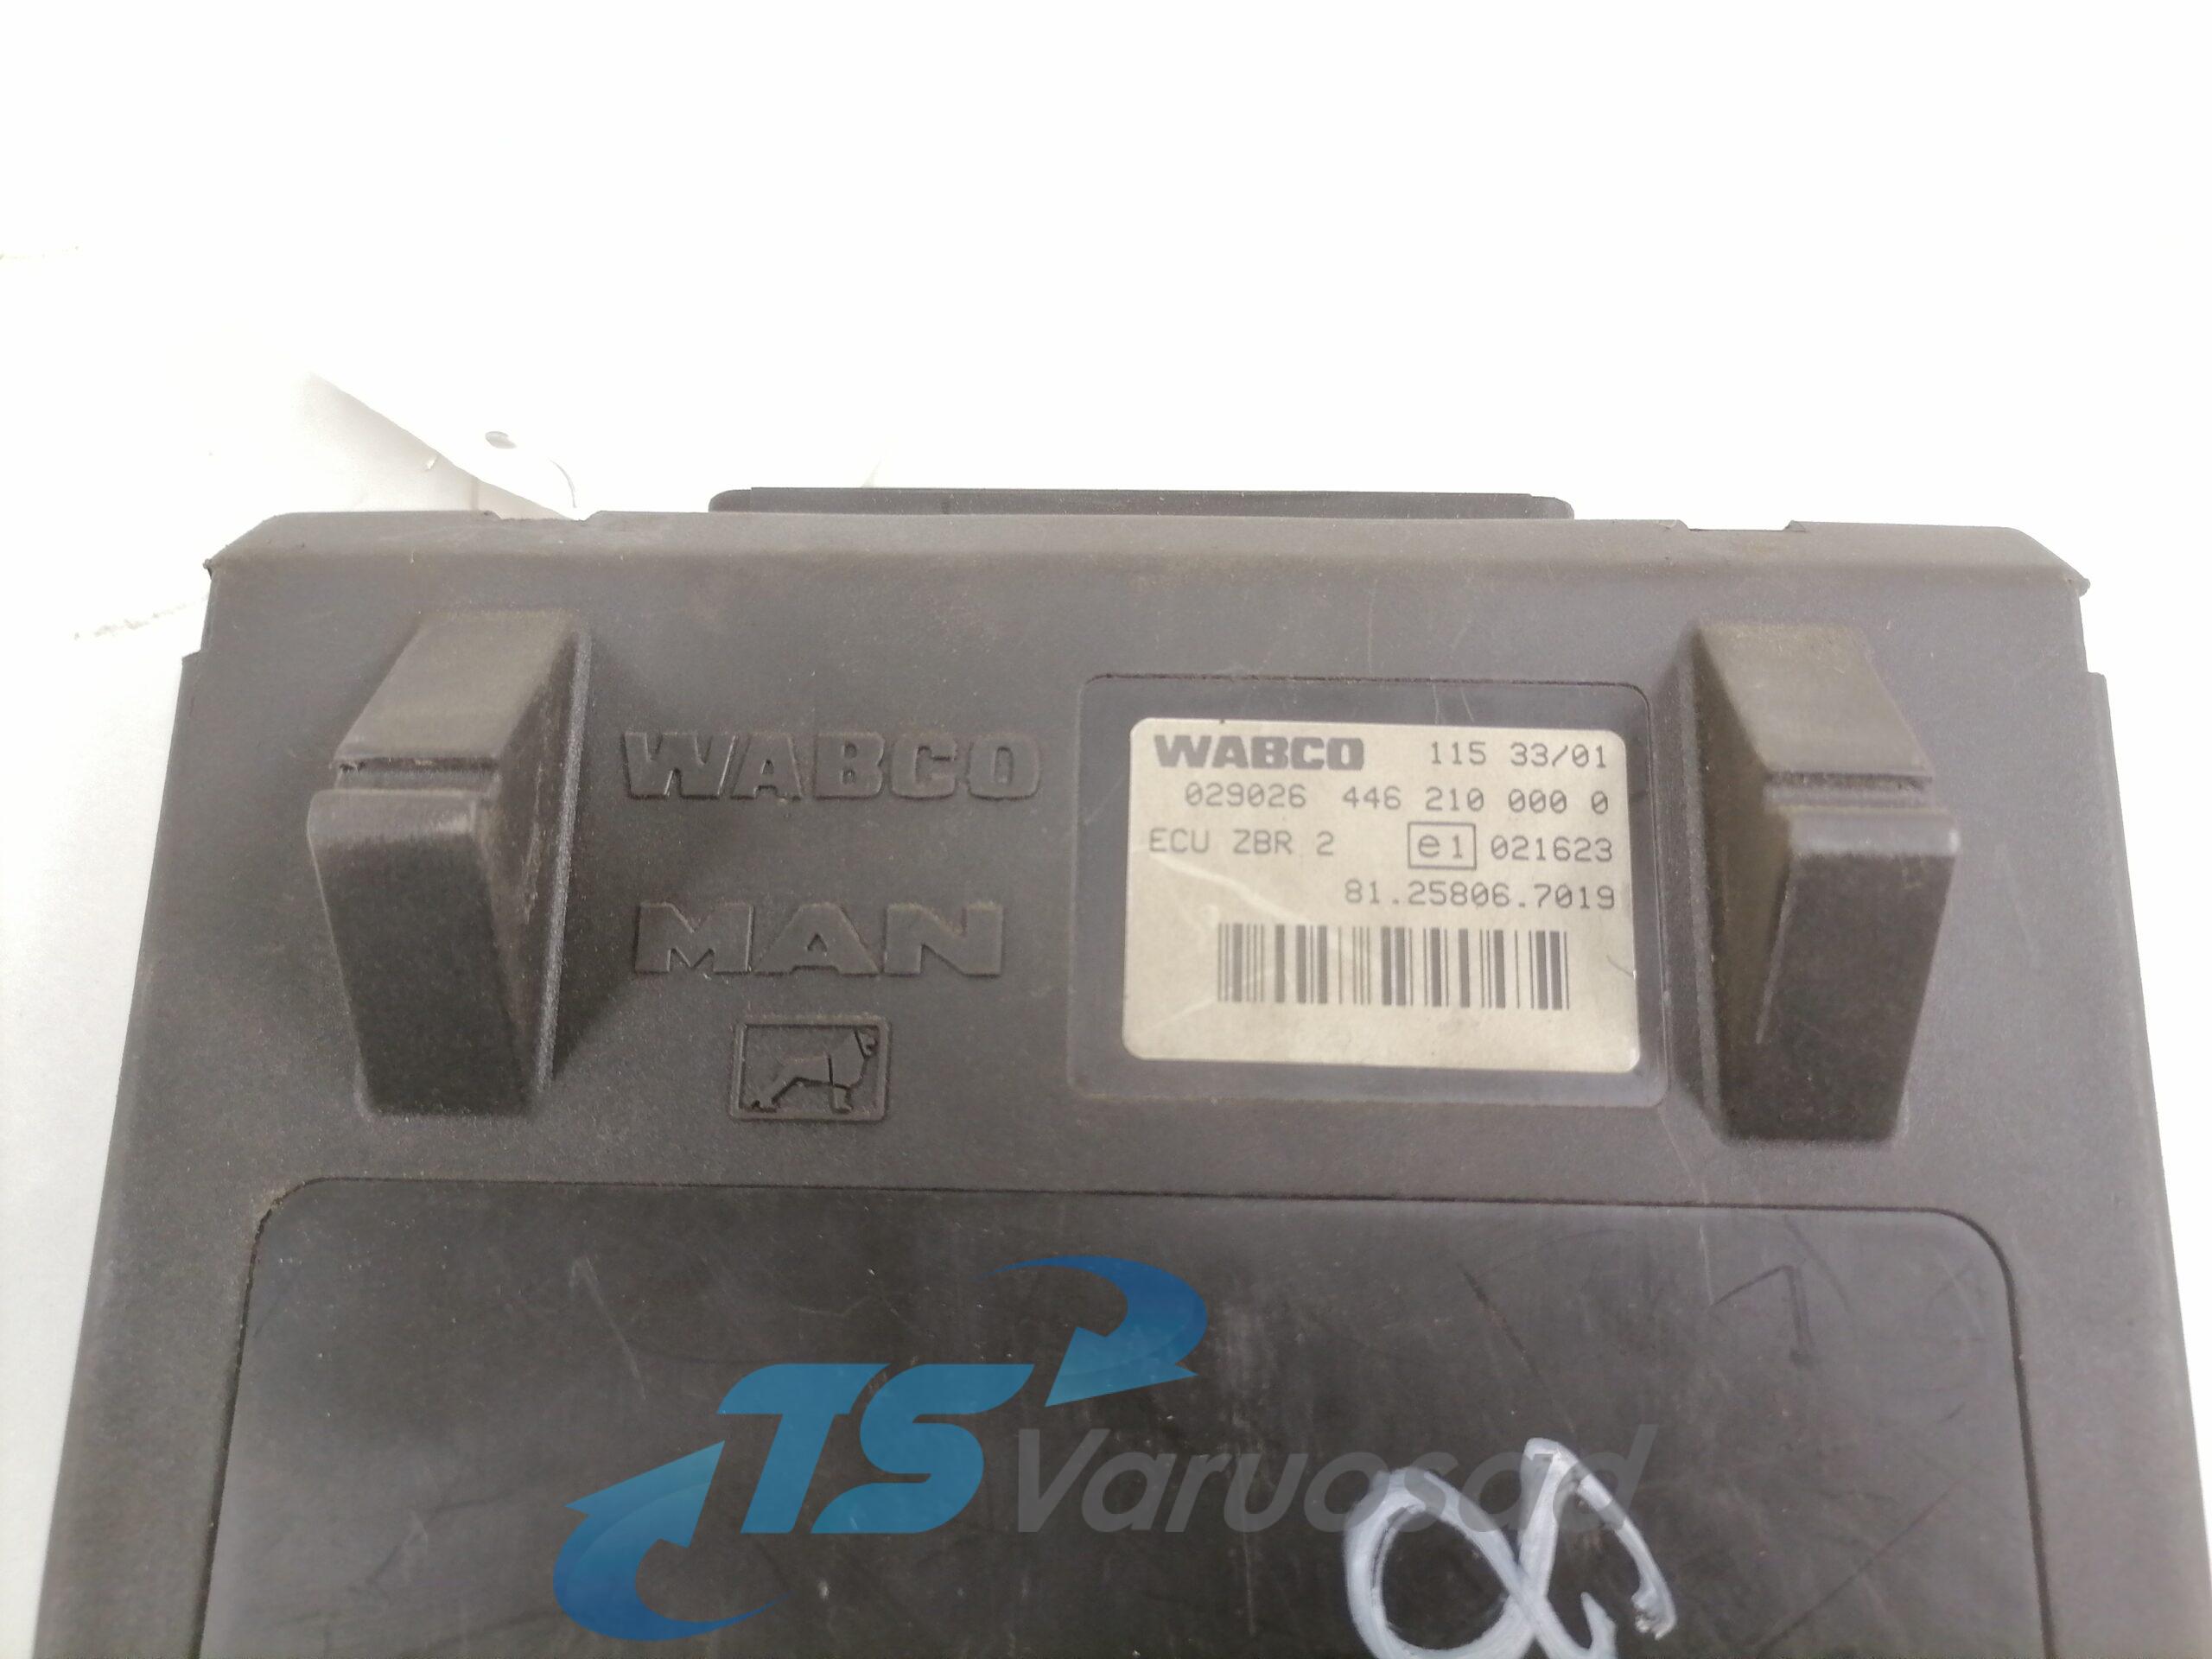 WABCO
MAN
WABCO 115 33/01
029026 446 210 000 0
ECU ZBR 2 e1 021623
81.25806.7019
TS Varuosad
8